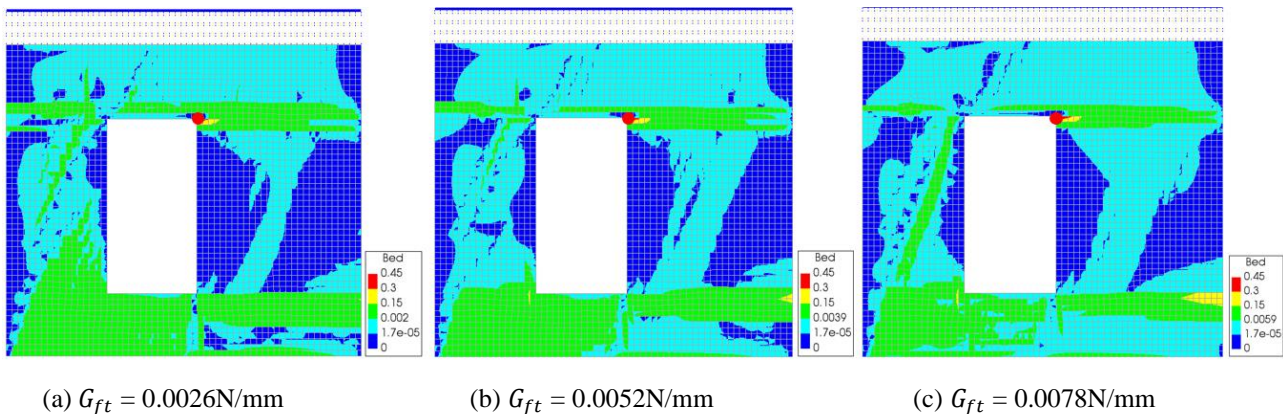 Bed
0.45
0.3
0.15
0.002
1.7e-05
0
Bed
0.45
0.3
0.15
0.0039
1.7e-05
0
Bed
0.45
0.3
0.15
0.0059
1.7e-05
0
(a) G_ft = 0.0026N/mm
(b) G_ft = 0.0052N/mm
(c) G_ft = 0.0078N/mm